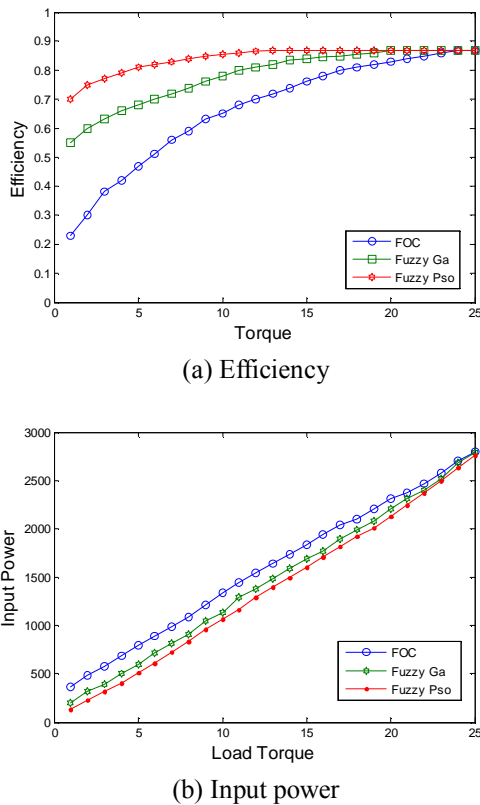 1
0.9
0.8
0.7
0.6
0.5
0.4
0.3
0.2
0.1
0
Efficiency
0 5 10 15 20 25
Torque
FOC
Fuzzy Ga
Fuzzy Pso
(a) Efficiency
3000
2500
2000
1500
1000
500
0
Input Power
0 5 10 15 20 25
Load Torque
FOC
Fuzzy Ga
Fuzzy Pso
(b) Input power